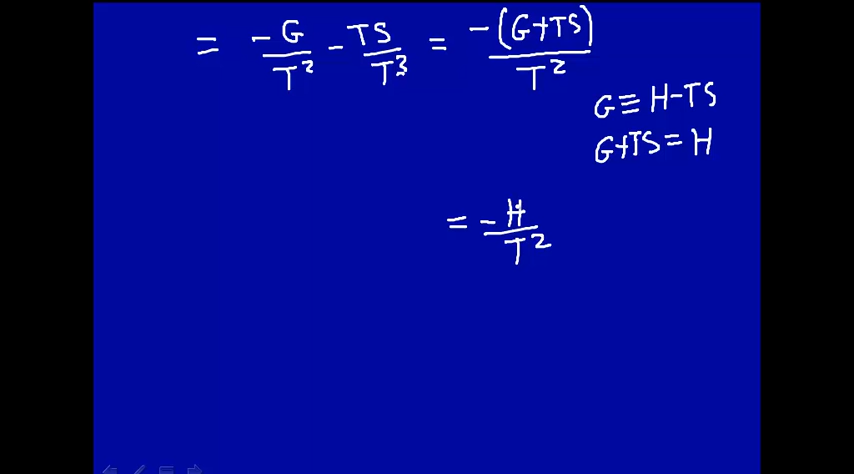 = -G/T² - TS/T³ = -(G+TS)/T²
G ≡ H-TS
G+TS = H
= -H/T²